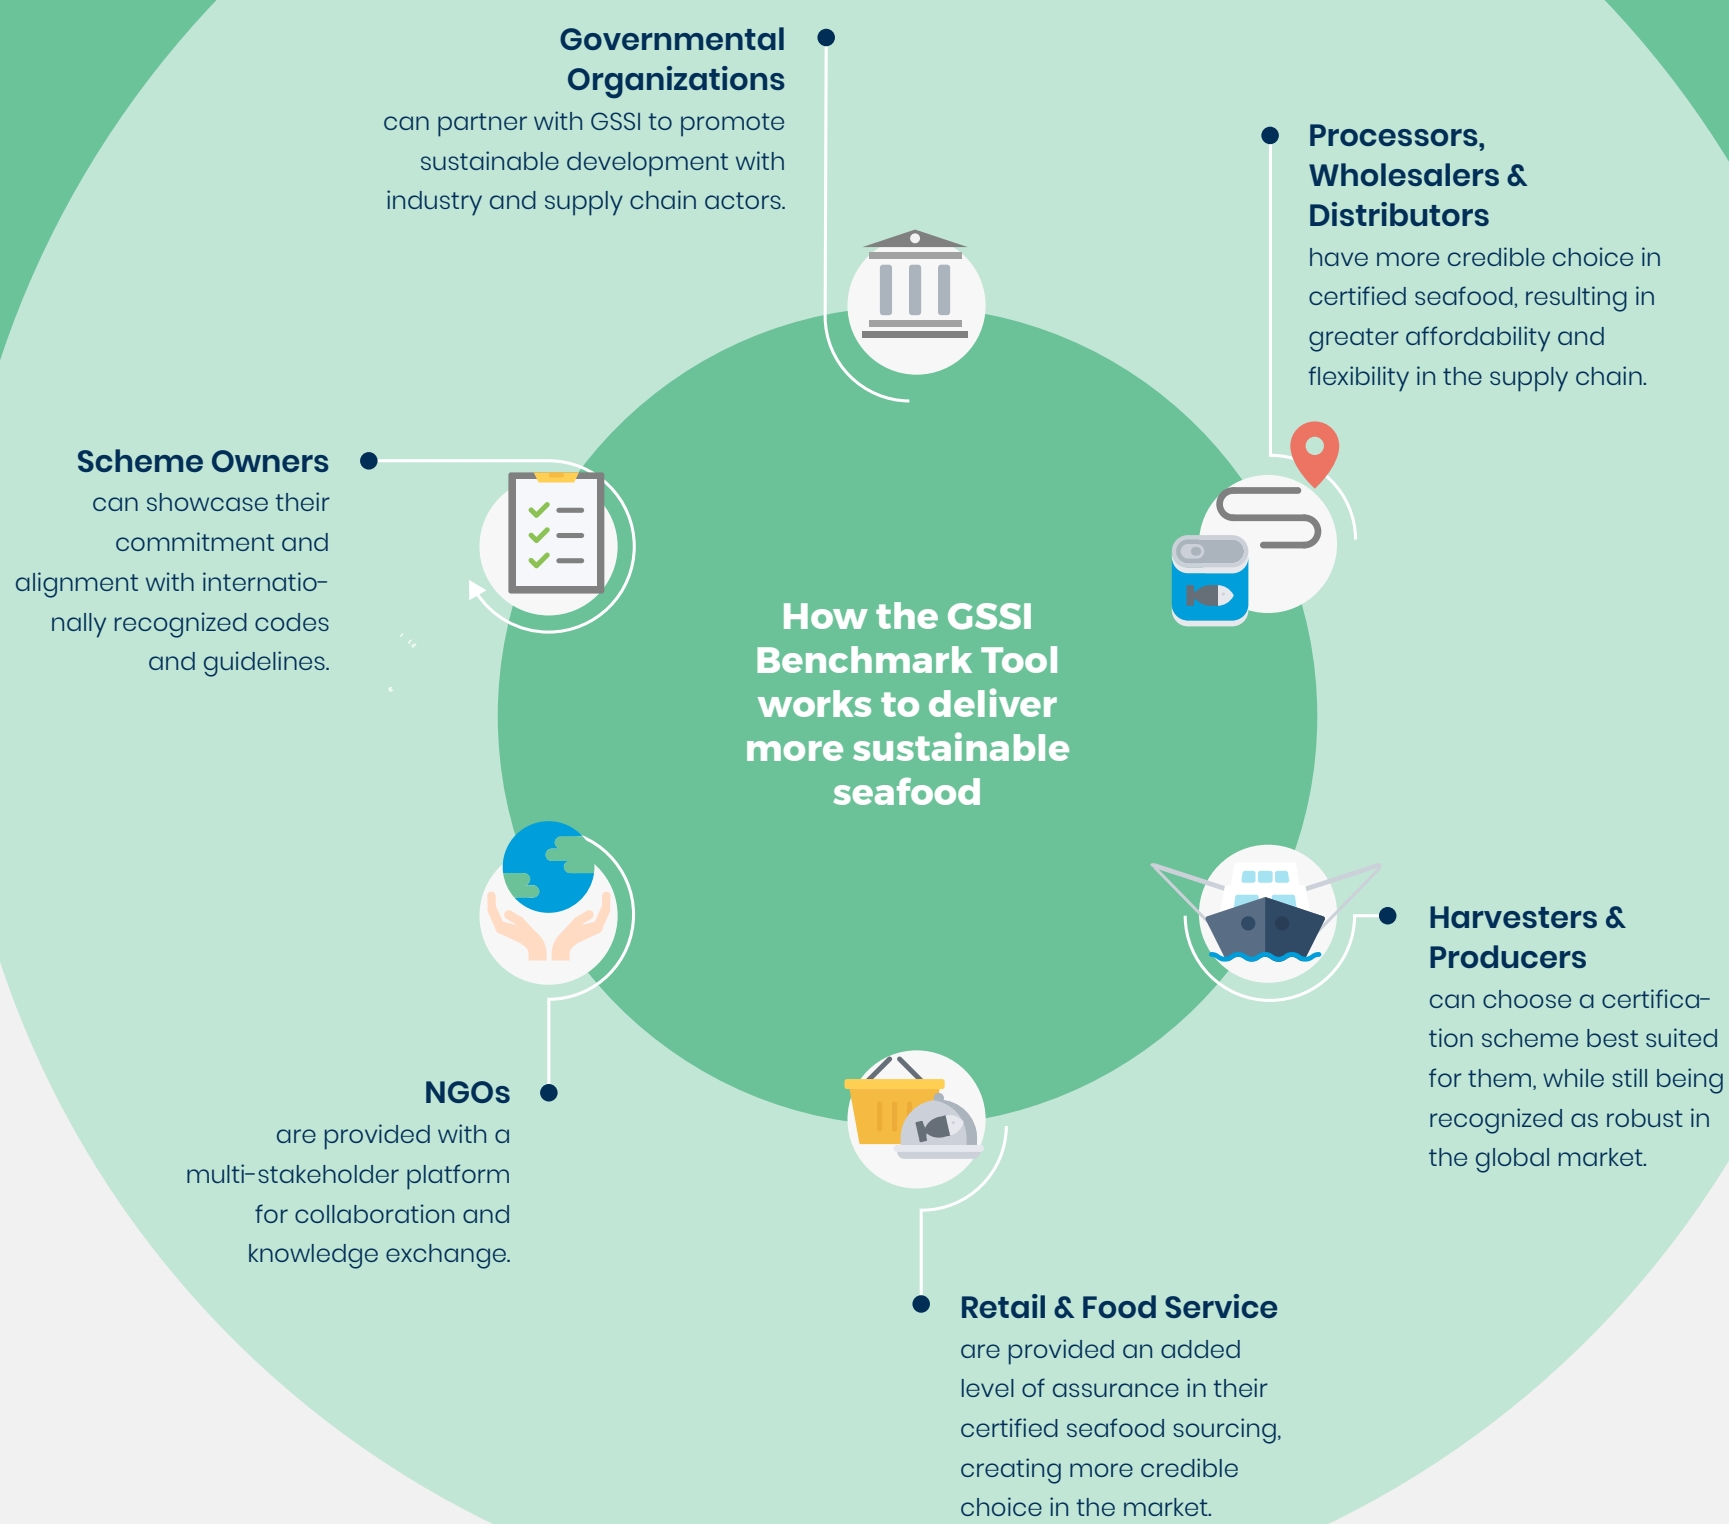 Governmental
Organizations
can partner with GSSI to promote
sustainable development with
industry and supply chain actors.
Processors,
Wholesalers &
Distributors
have more credible choice in
certified seafood, resulting in
greater affordability and
flexibility in the supply chain.
Scheme Owners
can showcase their
commitment and
alignment with internatio-
nally recognized codes
and guidelines.
How the GSSI
Benchmark Tool
works to deliver
more sustainable
seafood
Harvesters &
Producers
can choose a certifica-
tion scheme best suited
for them, while still being
recognized as robust in
the global market.
NGOs
are provided with a
multi-stakeholder platform
for collaboration and
knowledge exchange.
Retail & Food Service
are provided an added
level of assurance in their
certified seafood sourcing,
creating more credible
choice in the market.